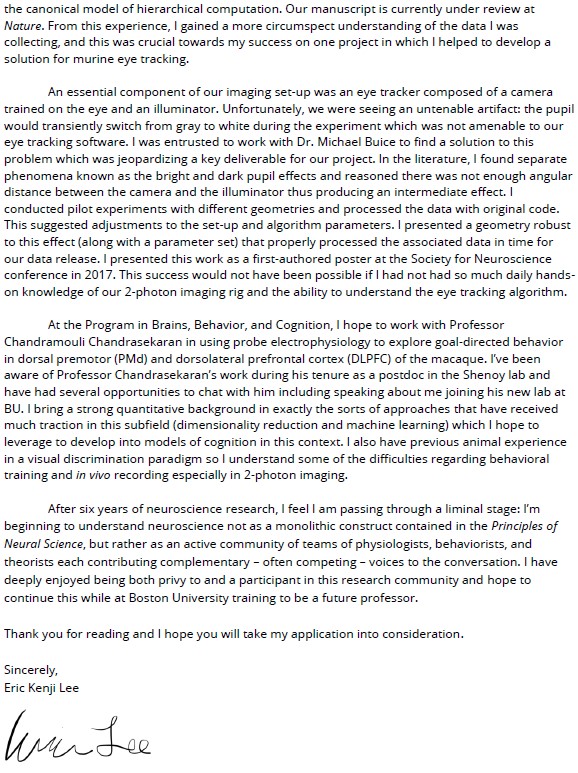 the canonical model of hierarchical computation. Our manuscript is currently under review at
Nature. From this experience, I gained a more circumspect understanding of the data I was
collecting, and this was crucial towards my success on one project in which I helped to develop a
solution for murine eye tracking.
An essential component of our imaging set-up was an eye tracker composed of a camera
trained on the eye and an illuminator. Unfortunately, we were seeing an untenable artifact: the pupil
would transiently switch from gray to white during the experiment which was not amenable to our
eye tracking software. I was entrusted to work with Dr. Michael Buice to find a solution to this
problem which was jeopardizing a key deliverable for our project. In the literature, I found separate
phenomena known as the bright and dark pupil effects and reasoned there was not enough angular
distance between the camera and the illuminator thus producing an intermediate effect. I
conducted pilot experiments with different geometries and processed the data with original code.
This suggested adjustments to the set-up and algorithm parameters. I presented a geometry robust
to this effect (along with a parameter set) that properly processed the associated data in time for
our data release. I presented this work as a first-authored poster at the Society for Neuroscience
conference in 2017. This success would not have been possible if I had not had so much daily hands-
on knowledge of our 2-photon imaging rig and the ability to understand the eye tracking algorithm.
At the Program in Brains, Behavior, and Cognition, I hope to work with Professor
Chandramouli Chandrasekaran in using probe electrophysiology to explore goal-directed behavior
in dorsal premotor (PMd) and dorsolateral prefrontal cortex (DLPFC) of the macaque. I've been
aware of Professor Chandrasekaran's work during his tenure as a postdoc in the Shenoy lab and
have had several opportunities to chat with him including speaking about me joining his new lab at
BU. I bring a strong quantitative background in exactly the sorts of approaches that have received
much traction in this subfield (dimensionality reduction and machine learning) which I hope to
leverage to develop into models of cognition in this context. I also have previous animal experience
in a visual discrimination paradigm so I understand some of the difficulties regarding behavioral
training and in vivo recording especially in 2-photon imaging.
After six years of neuroscience research, I feel I am passing through a liminal stage: I'm
beginning to understand neuroscience not as a monolithic construct contained in the Principles of
Neural Science, but rather as an active community of teams of physiologists, behaviorists, and
theorists each contributing complementary – often competing – voices to the conversation. I have
deeply enjoyed being both privy to and a participant in this research community and hope to
continue this while at Boston University training to be a future professor.
Thank you for reading and I hope you will take my application into consideration.
Sincerely,
Eric Kenji Lee
Lee